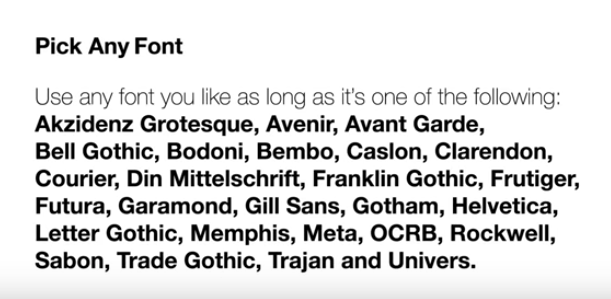 Pick Any Font
Use any font you like as long as it’s one of the following:
Akzidenz Grotesque, Avenir, Avant Garde,
Bell Gothic, Bodoni, Bembo, Caslon, Clarendon,
Courier, Din Mittelschrift, Franklin Gothic, Frutiger,
Futura, Garamond, Gill Sans, Gotham, Helvetica,
Letter Gothic, Memphis, Meta, OCRB, Rockwell,
Sabon, Trade Gothic, Trajan and Univers.